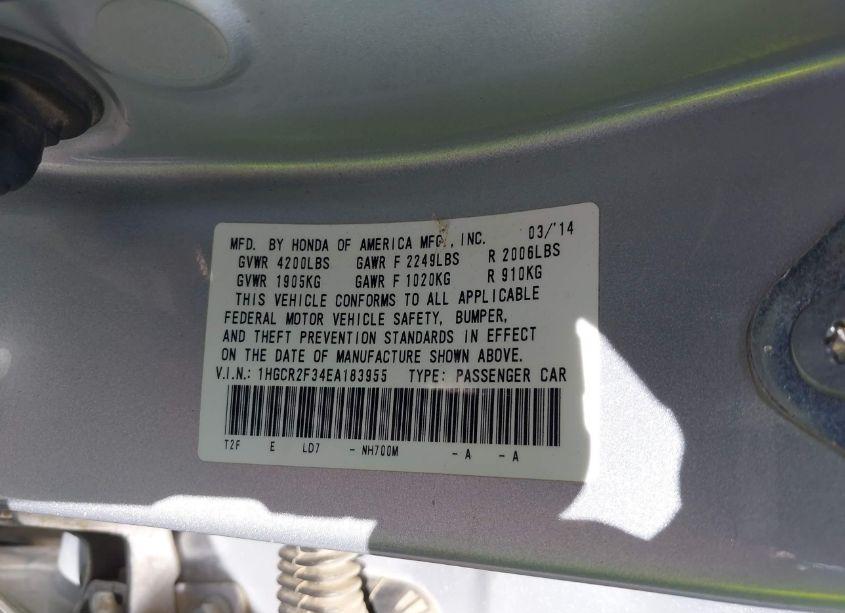 MFD. BY HONDA OF AMERICA MFG., INC. 03/'14
GVWR 4200LBS GAWR F 2249LBS R 2006LBS
GVWR 1905KG GAWR F 1020KG R 910KG
THIS VEHICLE CONFORMS TO ALL APPLICABLE
FEDERAL MOTOR VEHICLE SAFETY, BUMPER,
AND THEFT PREVENTION STANDARDS IN EFFECT
ON THE DATE OF MANUFACTURE SHOWN ABOVE.
V.I.N.: 1HGCR2F34EA183955 TYPE: PASSENGER CAR
T2F E LD7 - NH700M - A - A